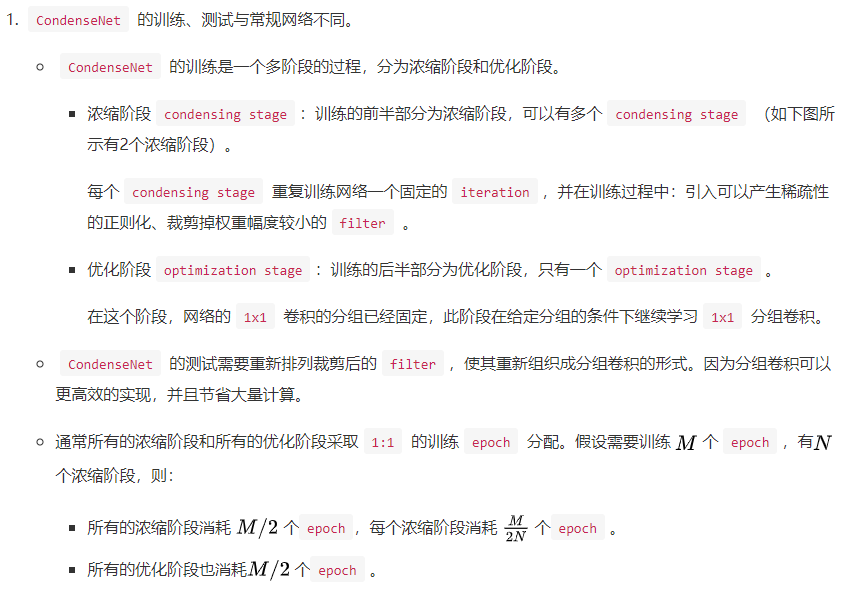 1. CondenseNet 的训练、测试与常规网络不同。
CondenseNet 的训练是一个多阶段的过程，分为浓缩阶段和优化阶段。
浓缩阶段 condensing stage ：训练的前半部分为浓缩阶段，可以有多个 condensing stage （如下图所
示有2个浓缩阶段）。
每个 condensing stage 重复训练网络一个固定的 iteration ，并在训练过程中：引入可以产生稀疏性
的正则化、裁剪掉权重幅度较小的 filter 。
优化阶段 optimization stage ：训练的后半部分为优化阶段，只有一个 optimization stage 。
在这个阶段，网络的 1x1 卷积的分组已经固定，此阶段在给定分组的条件下继续学习 1x1 分组卷积。
CondenseNet 的测试需要重新排列裁剪后的 filter ，使其重新组织成分组卷积的形式。因为分组卷积可以
更高效的实现，并且节省大量计算。
通常所有的浓缩阶段和所有的优化阶段采取 1:1 的训练 epoch 分配。假设需要训练 M 个 epoch ，有N
个浓缩阶段，则：
所有的浓缩阶段消耗 M/2 个 epoch ，每个浓缩阶段消耗 M/2N 个 epoch 。
所有的优化阶段也消耗M/2 个 epoch 。